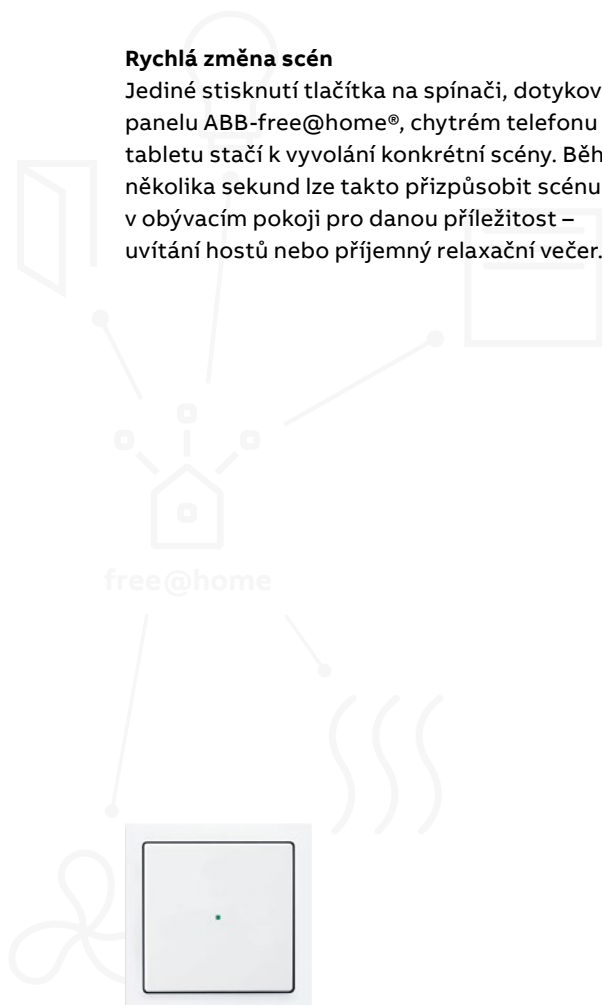 Rychlá změna scén
Jediné stisknutí tlačítka na spínači, dotykov
panelu ABB-free@home®, chytrém telefonu
tabletu stačí k vyvolání konkrétní scény. Běh
několika sekund lze takto přizpůsobit scénu
v obývacím pokoji pro danou příležitost –
uvítání hostů nebo příjemný relaxační večer.
free@home